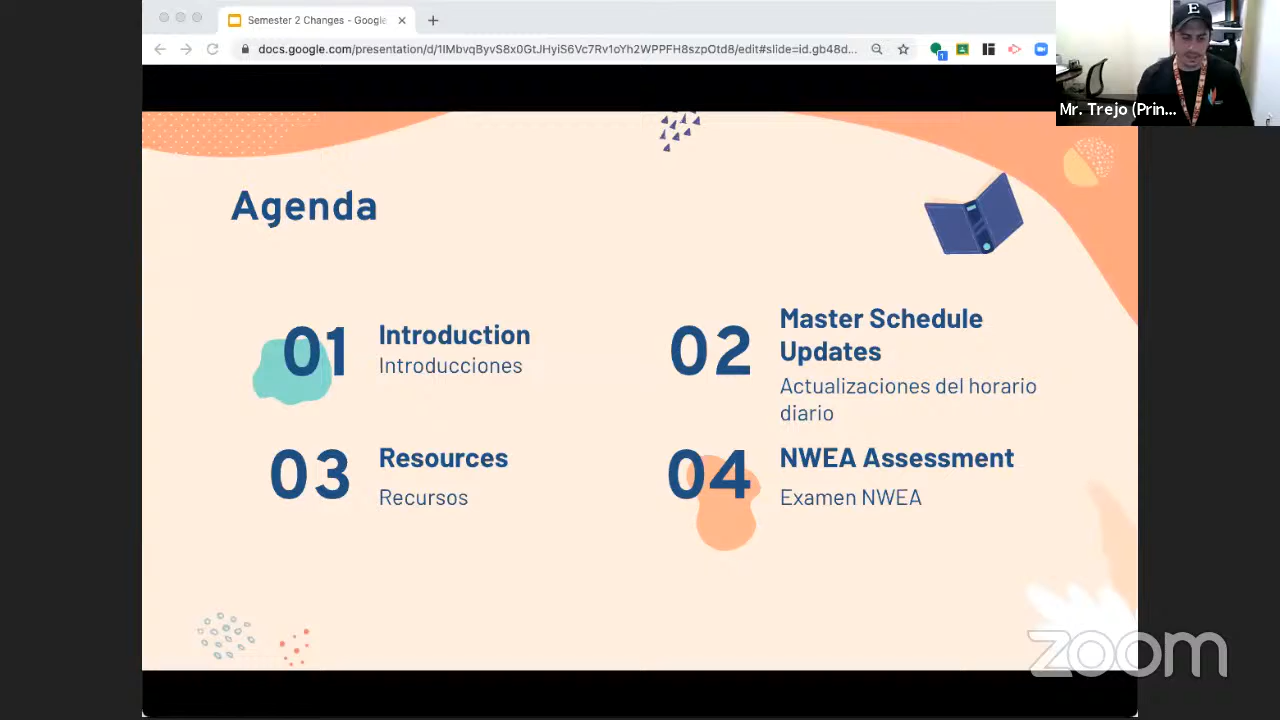 Semester 2 Changes - Google
docs.google.com/presentation/d/1IMbvqByvS8x0GtJHyiS6Vc7Rv1oYh2WPPFH8szpOtd8/edit#slide=id.gb48d...
1
E
Mr. Trejo (Prin...
Agenda
01
Introduction
Introducciones
02
Master Schedule
Updates
Actualizaciones del horario
diario
03
Resources
Recursos
04
NWEA Assessment
Examen NWEA
zoom